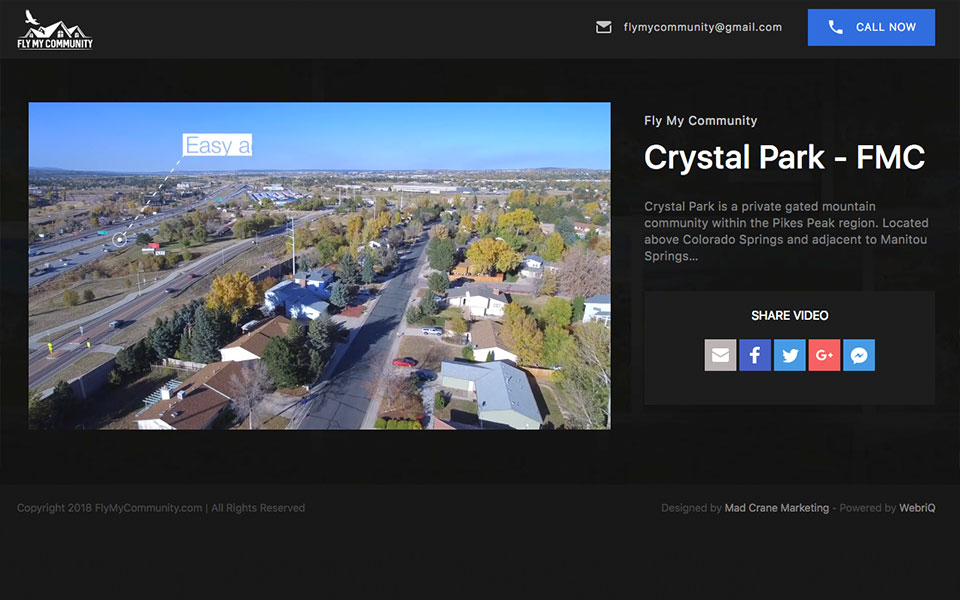 FLY MY COMMUNITY
flymycommunity@gmail.com
CALL NOW
Easy a
Fly My Community
Crystal Park - FMC
Crystal Park is a private gated mountain
community within the Pikes Peak region. Located
above Colorado Springs and adjacent to Manitou
Springs...
SHARE VIDEO
G+
Copyright 2018 FlyMyCommunity.com | All Rights Reserved
Designed by Mad Crane Marketing - Powered by WebriQ